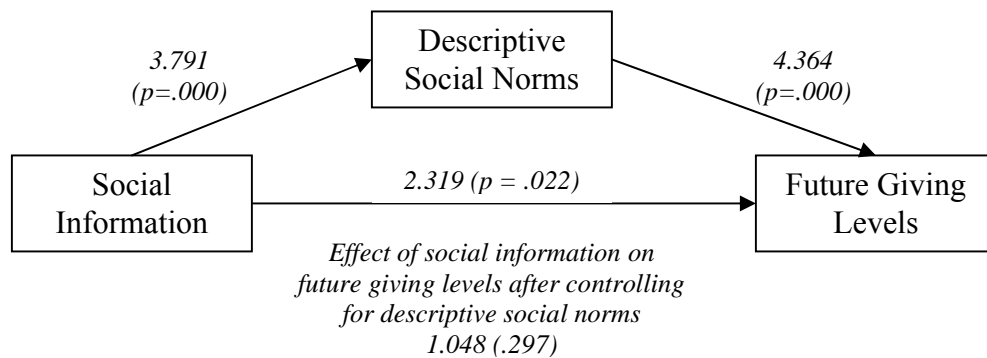 Descriptive
Social Norms
3.791
(p=.000)
4.364
(p=.000)
Social
Information
2.319 (p = .022)
Future Giving
Levels
Effect of social information on
future giving levels after controlling
for descriptive social norms
1.048 (.297)